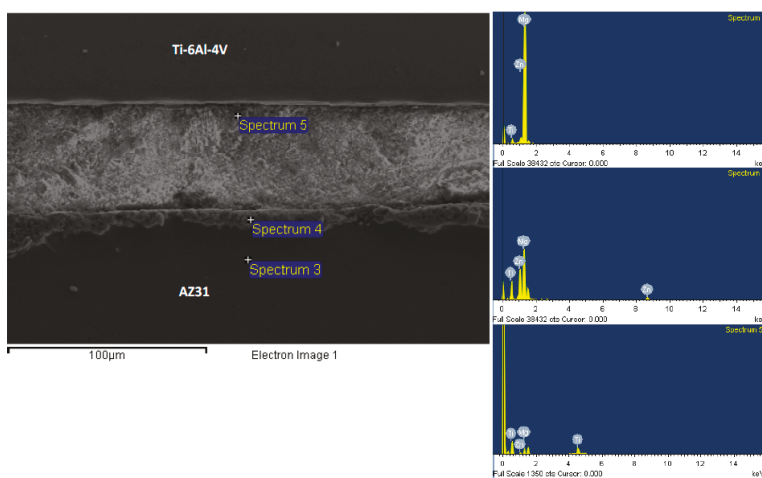 Ti-6Al-4V
Spectrum 5
Spectrum 4
Spectrum 3
AZ31
100µm
Electron Image 1
Spectrum
Mg
Zn
Ti
0 2 4 6 8 10 12 14
Full Scale 38432 cts Cursor: 0.000
Spectrum
Mg
Zn
Ti
Zn
0 2 4 6 8 10 12 14
Full Scale 38432 cts Cursor: 0.000
Spectrum 5
Ti
Mg
Zn
Ti
0 2 4 6 8 10 12 14
Full Scale 1350 cts Cursor: 0.000